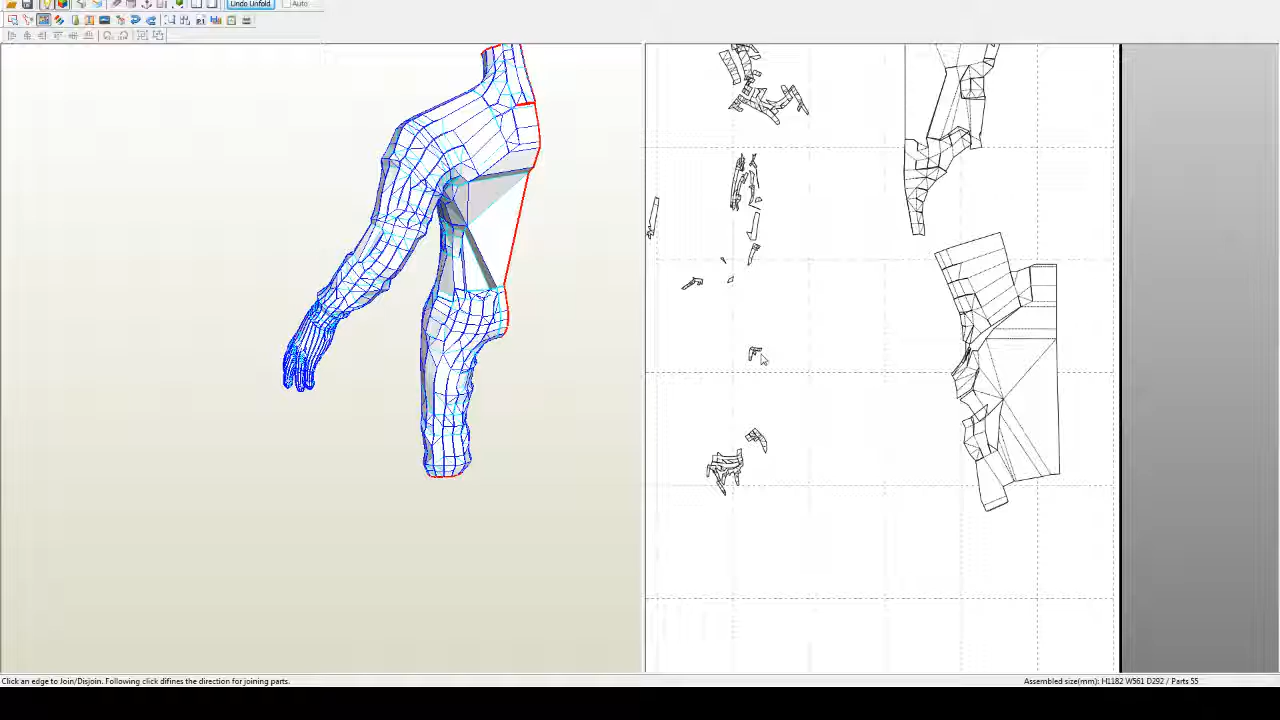 Undo Unfold Auto
Click an edge to Join/Disjoin. Following click difines the direction for joining parts.
Assembled size(mm): H1182 W561 D292 / Parts 55